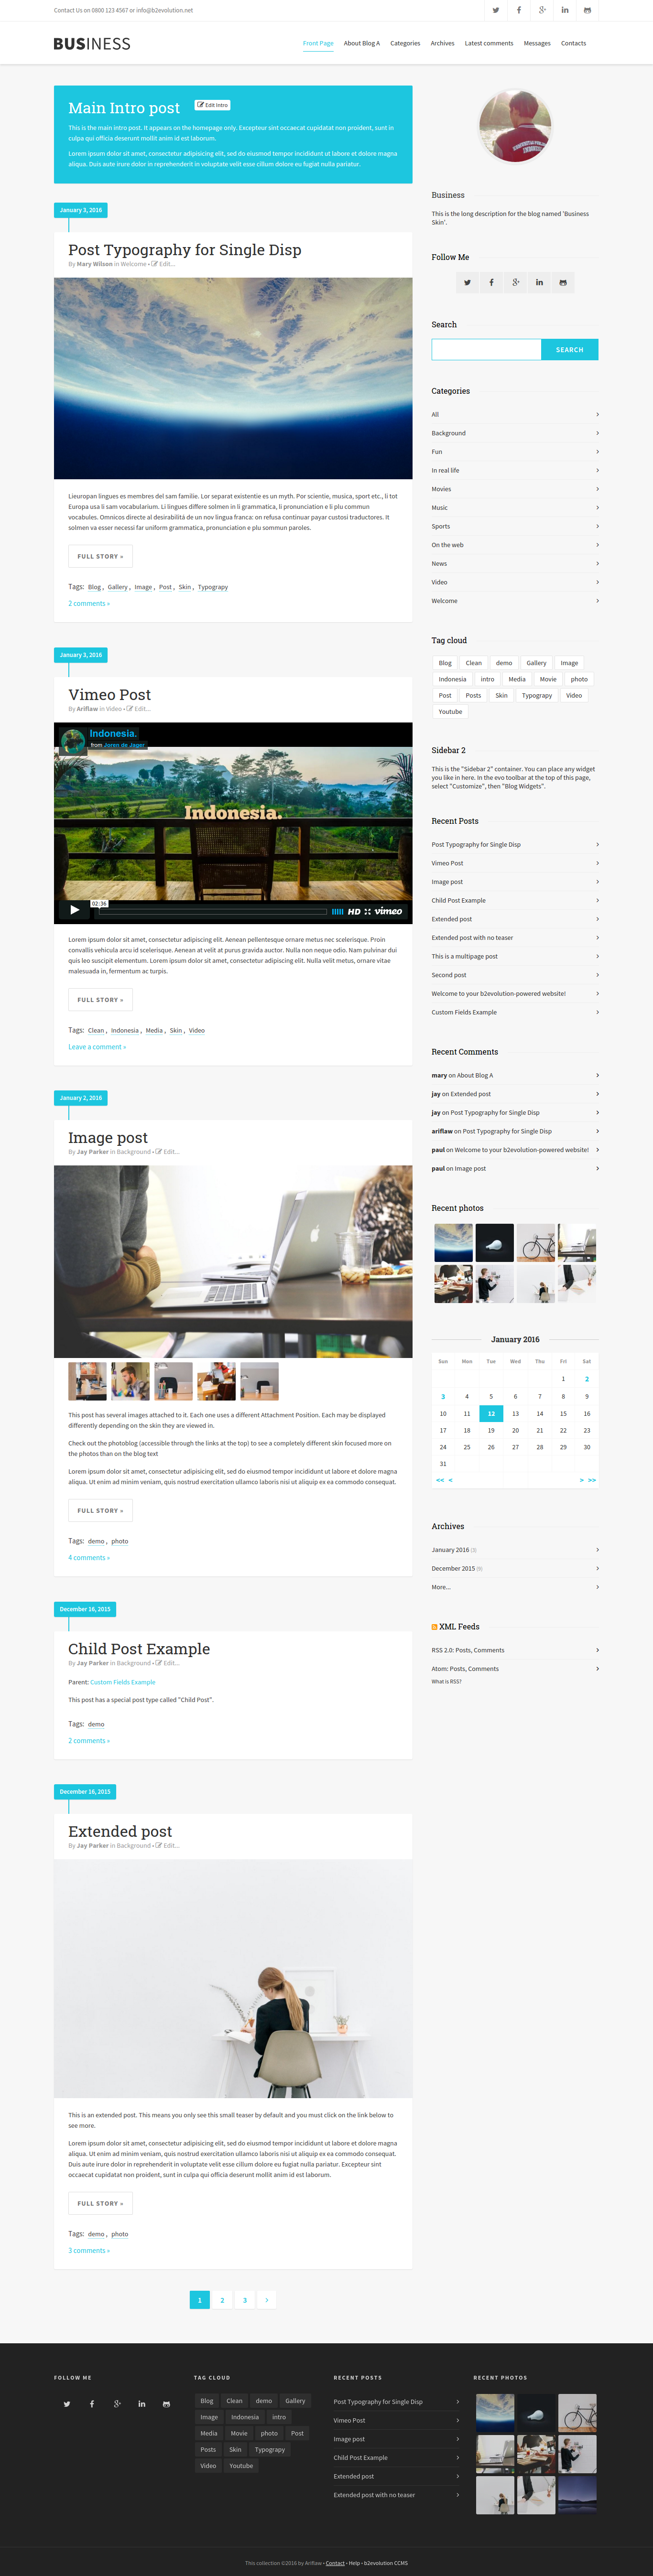 Contact Us on 0800 123 4567 or info@b2evolution.net
BUSINESS
Front Page About Blog A Categories Archives Latest comments Messages Contacts
Main Intro post
Edit Intro
This is the main intro post. It appears on the homepage only. Excepteur sint occaecat cupidatat non proident, sunt in
culpa qui officia deserunt mollit anim id est laborum.
Lorem ipsum dolor sit amet, consectetur adipisicing elit, sed do eiusmod tempor incididunt ut labore et dolore magna
aliqua. Duis aute irure dolor in reprehenderit in voluptate velit esse cillum dolore eu fugiat nulla pariatur.
January 3, 2016
Post Typography for Single Disp
By Mary Wilson in Welcome • Edit...
Lieuropan lingues es membres del sam familie. Lor separat existentie es un myth. Por scientie, musica, sport etc., li tot
Europa usa li sam vocabularium. Li lingues differe solmen in li grammatica, li pronunciation e li plu commun
vocabules. Omnicos directe al desirabilitá de un nov lingua franca: on refusa continuar payar custosi traductores. It
solmen va esser necessi far uniform grammatica, pronunciation e plu sommun paroles.
FULL STORY »
Tags: Blog, Gallery, Image, Post, Skin, Typograpy
2 comments »
January 3, 2016
Vimeo Post
By Ariflaw in Video • Edit...
Indonesia.
from Joren de Jager
Indonesia.
02:36
HD vimeo
Lorem ipsum dolor sit amet, consectetur adipiscing elit. Aenean pellentesque ornare metus nec scelerisque. Proin
convallis vehicula arcu id scelerisque. Aenean at velit at purus gravida auctor. Nulla non neque odio. Nam pulvinar dui
quis leo suscipit elementum. Lorem ipsum dolor sit amet, consectetur adipiscing elit. Nulla velit metus, ornare vitae
malesuada in, fermentum ac turpis.
FULL STORY »
Tags: Clean, Indonesia, Media, Skin, Video
Leave a comment »
January 2, 2016
Image post
By Jay Parker in Background • Edit...
This post has several images attached to it. Each one uses a different Attachment Position. Each may be displayed
differently depending on the skin they are viewed in.
Check out the photoblog (accessible through the links at the top) to see a completely different skin focused more on
the photos than on the blog text
Lorem ipsum dolor sit amet, consectetur adipisicing elit, sed do eiusmod tempor incididunt ut labore et dolore magna
aliqua. Ut enim ad minim veniam, quis nostrud exercitation ullamco laboris nisi ut aliquip ex ea commodo consequat.
FULL STORY »
Tags: demo, photo
4 comments »
December 16, 2015
Child Post Example
By Jay Parker in Background • Edit...
Parent: Custom Fields Example
This post has a special post type called "Child Post".
Tags: demo
2 comments »
December 16, 2015
Extended post
By Jay Parker in Background • Edit...
This is an extended post. This means you only see this small teaser by default and you must click on the link below to
see more.
Lorem ipsum dolor sit amet, consectetur adipisicing elit, sed do eiusmod tempor incididunt ut labore et dolore magna
aliqua. Ut enim ad minim veniam, quis nostrud exercitation ullamco laboris nisi ut aliquip ex ea commodo consequat.
Duis aute irure dolor in reprehenderit in voluptate velit esse cillum dolore eu fugiat nulla pariatur. Excepteur sint
occaecat cupidatat non proident, sunt in culpa qui officia deserunt mollit anim id est laborum.
FULL STORY »
Tags: demo, photo
3 comments »
1 2 3 >
Business
This is the long description for the blog named 'Business
Skin'.
Follow Me
Search
SEARCH
Categories
All
Background
Fun
In real life
Movies
Music
Sports
On the web
News
Video
Welcome
Tag cloud
Blog Clean demo Gallery Image
Indonesia intro Media Movie photo
Post Posts Skin Typograpy Video
Youtube
Sidebar 2
This is the "Sidebar 2" container. You can place any widget
you like in here. In the evo toolbar at the top of this page,
select "Customize", then "Blog Widgets".
Recent Posts
Post Typography for Single Disp
Vimeo Post
Image post
Child Post Example
Extended post
Extended post with no teaser
This is a multipage post
Second post
Welcome to your b2evolution-powered website!
Custom Fields Example
Recent Comments
mary on About Blog A
jay on Extended post
jay on Post Typography for Single Disp
ariflaw on Post Typography for Single Disp
paul on Welcome to your b2evolution-powered website!
paul on Image post
Recent photos
January 2016
Sun Mon Tue Wed Thu Fri Sat
1 2
3 4 5 6 7 8 9
10 11 12 13 14 15 16
17 18 19 20 21 22 23
24 25 26 27 28 29 30
31
<< < > >>
Archives
January 2016 (3)
December 2015 (9)
More...
XML Feeds
RSS 2.0: Posts, Comments
Atom: Posts, Comments
What is RSS?
FOLLOW ME
TAG CLOUD
Blog Clean demo Gallery
Image Indonesia intro
Media Movie photo Post
Posts Skin Typograpy
Video Youtube
RECENT POSTS
Post Typography for Single Disp
Vimeo Post
Image post
Child Post Example
Extended post
Extended post with no teaser
RECENT PHOTOS
This collection ©2016 by Ariflaw • Contact • Help • b2evolution CCMS